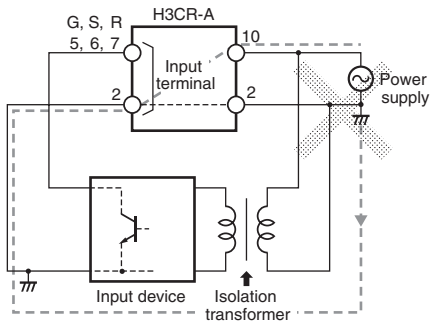 H3CR-A
G, S, R
5, 6, 7
10
Input
terminal
2
2
Power
supply
Input device
Isolation
transformer